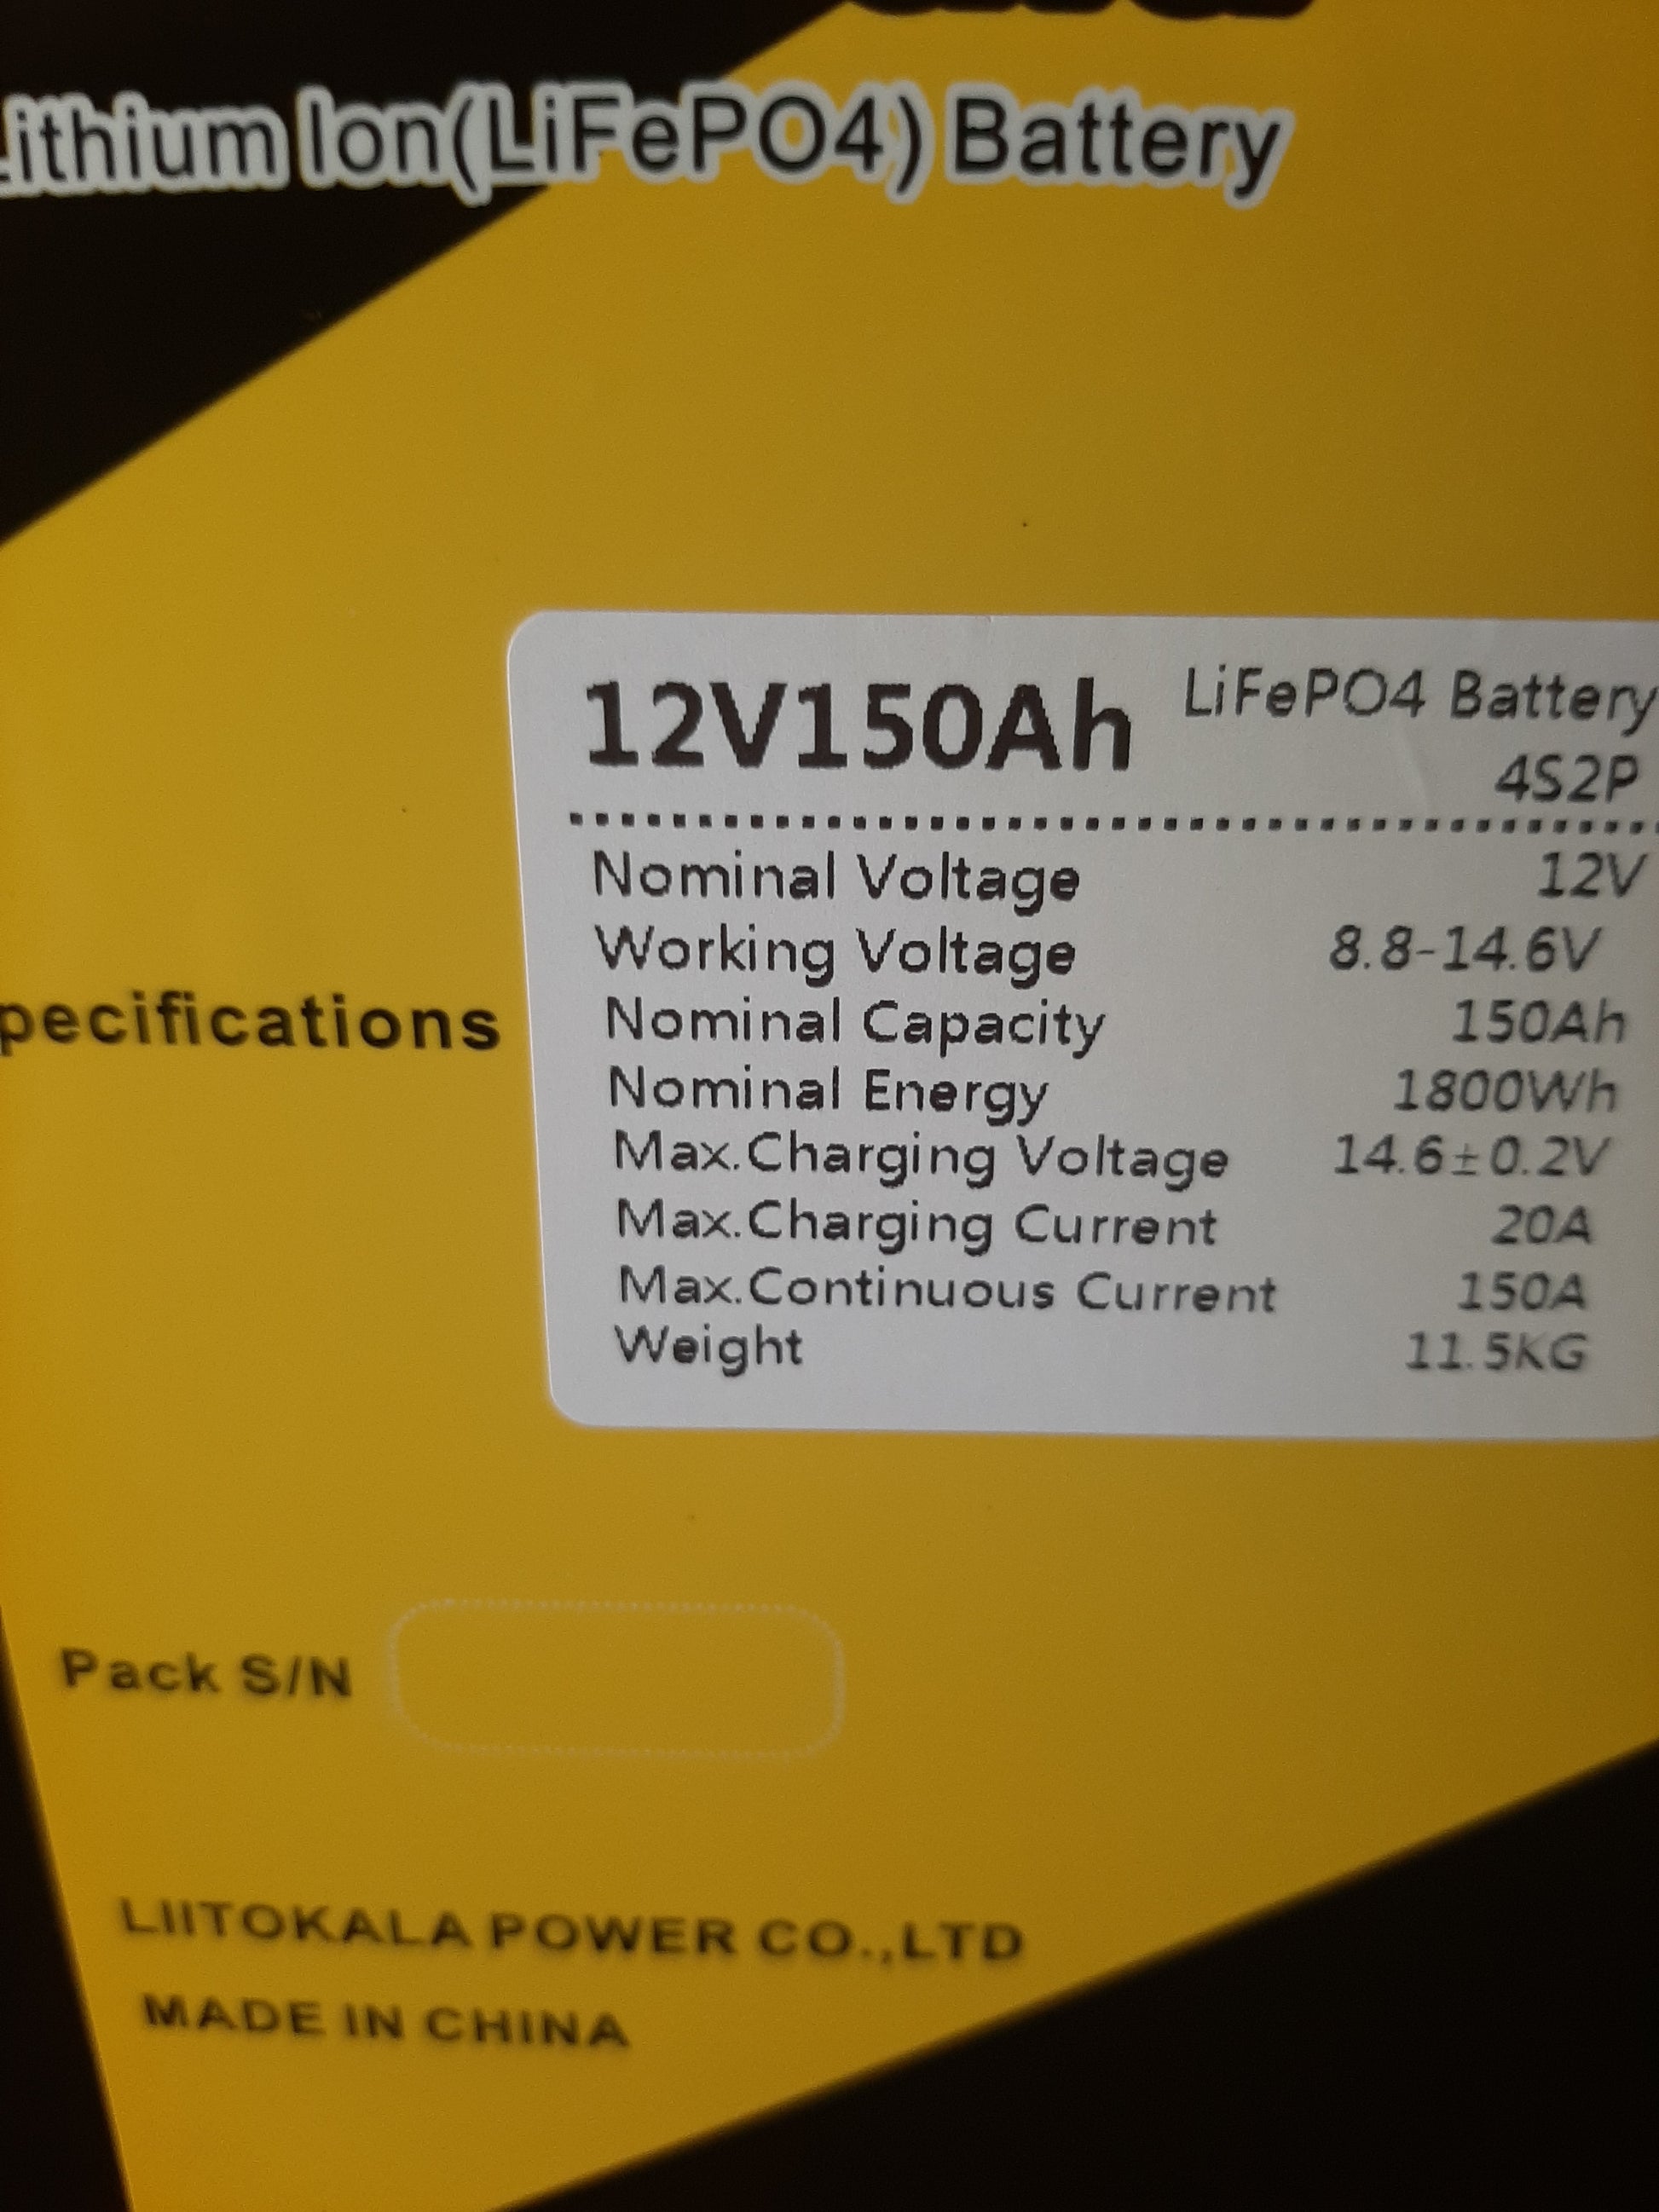 Lithium Ion(LiFePO4) Battery
12V150Ah LiFePO4 Battery
4S2P
Nominal Voltage 12V
Working Voltage 8.8-14.6V
pecifications
Nominal Capacity 150Ah
Nominal Energy 1800Wh
Max.Charging Voltage 14.6±0.2V
Max.Charging Current 20A
Max.Continuous Current 150A
Weight 11.5KG
Pack S/N
LIITOKALA POWER CO.,LTD
MADE IN CHINA